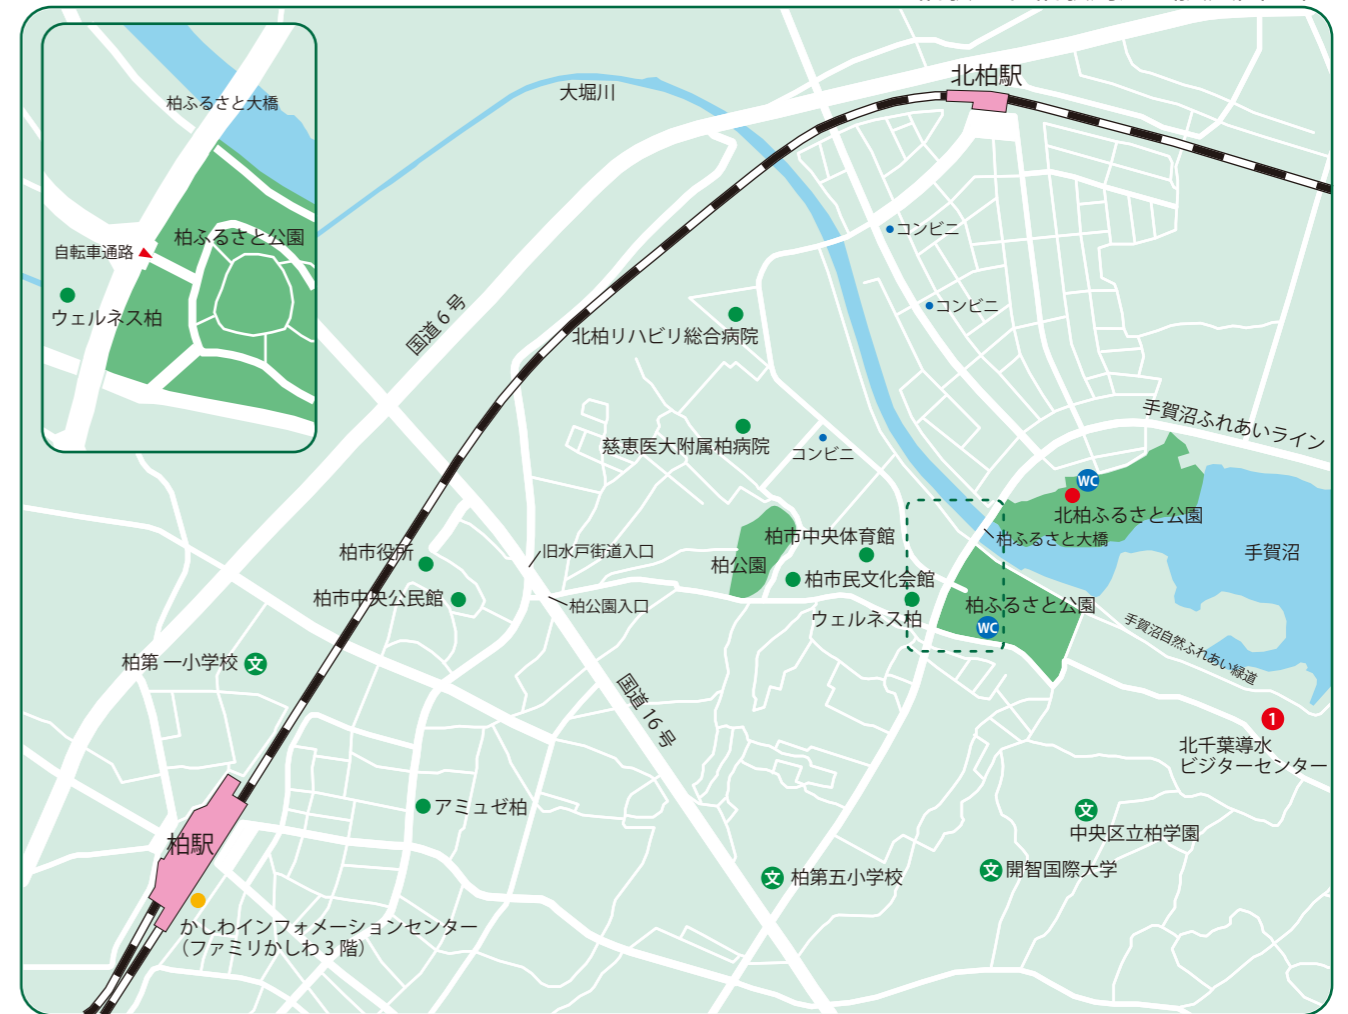 北柏駅
大堀川
柏ふるさと大橋
柏ふるさと公園
自転車通路
ウェルネス柏
コンビニ
コンビニ
国道6号
北柏リハビリ総合病院
手賀沼ふれあいライン
慈恵医大附属柏病院
コンビニ
WC
北柏ふるさと公園
柏ふるさと大橋
手賀沼
柏市中央体育館
柏市役所
旧水戸街道入口
柏公園
柏市民文化会館
柏市中央公民館
柏公園入口
ウェルネス柏
柏ふるさと公園
WC
手賀沼自然ふれあい緑道
柏第一小学校
文
国道16号
1
北千葉導水
ビジターセンター
アミュゼ柏
文
中央区立柏学園
柏駅
文
柏第五小学校
文
開智国際大学
かしわインフォメーションセンター
(ファミリかしわ3階)